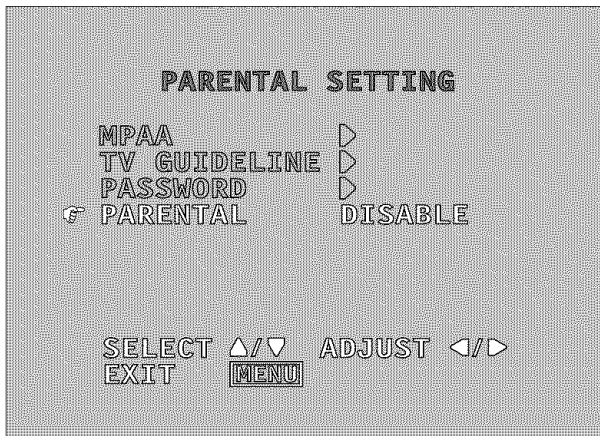 PARENTAL SETTING
MPAA ▷
TV GUIDELINE ▷
PASSWORD ▷
☞ PARENTAL DISABLE
SELECT △/▽ ADJUST ◁/▷
EXIT MENU